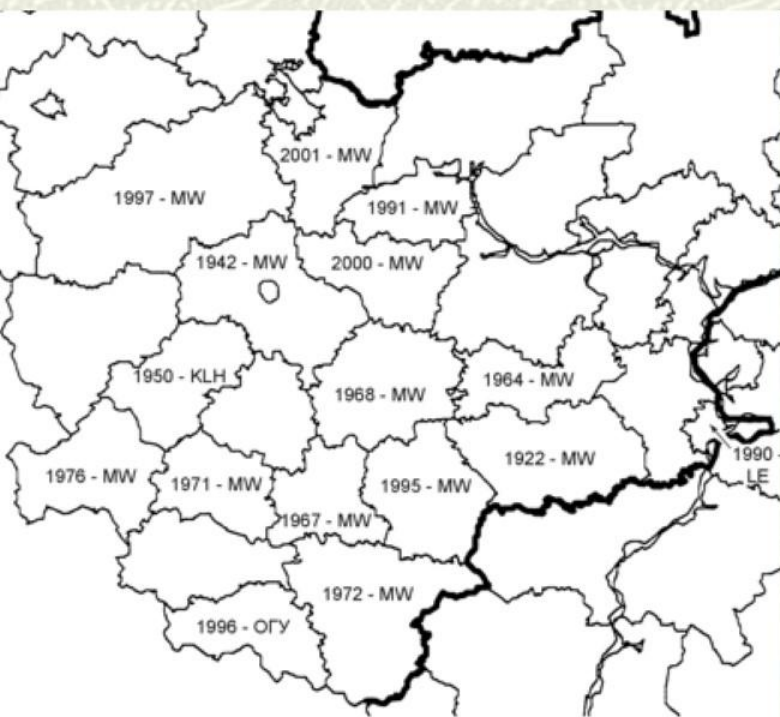 2001 - MW
1997 - MW
1991 - MW
1942 - MW
2000 - MW
1950 - KLH
1968 - MW
1964 - MW
1976 - MW
1971 - MW
1967 - MW
1995 - MW
1922 - MW
1990 -
LE
1972 - MW
1996 - ОГУ